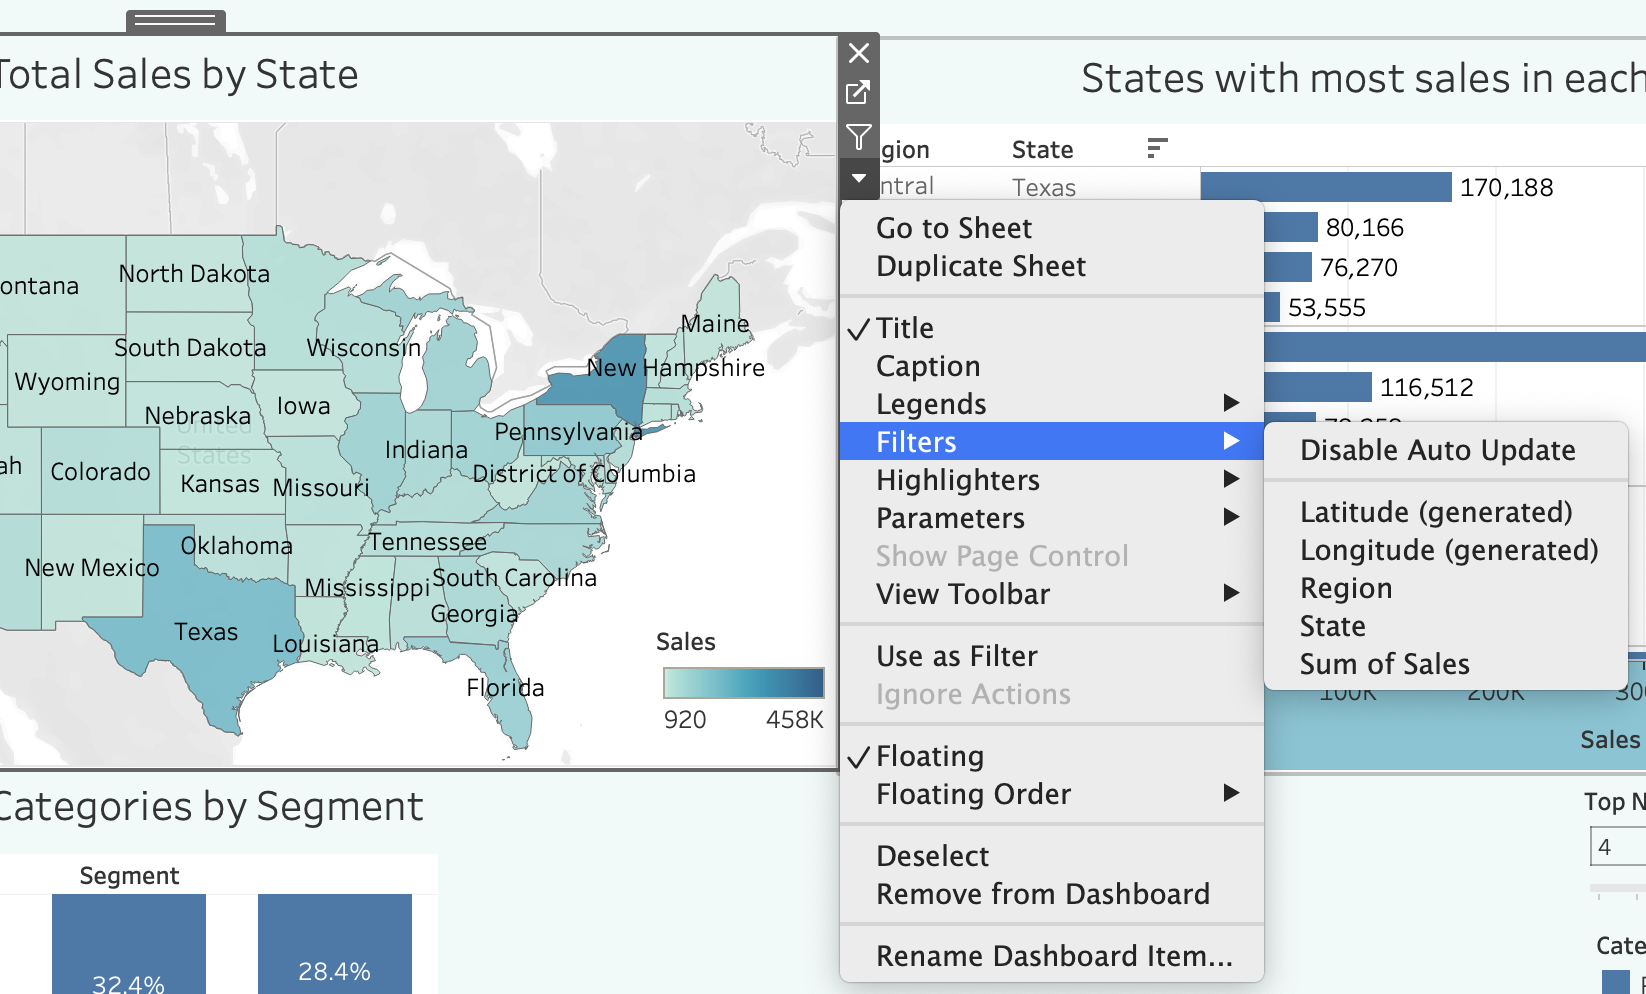 Total Sales by State
States with most sales in each
gion State
ntral Texas 170,188
80,166
76,270
53,555
116,512
Go to Sheet
Duplicate Sheet
Title
Caption
Legends
Filters
Highlighters
Parameters
Show Page Control
View Toolbar
Use as Filter
Ignore Actions
Floating
Floating Order
Deselect
Remove from Dashboard
Rename Dashboard Item...
Disable Auto Update
Latitude (generated)
Longitude (generated)
Region
State
Sum of Sales
100K 200K 300
Sales
ontana
North Dakota
Maine
South Dakota
Wisconsin
New Hampshire
Wyoming
Nebraska
Iowa
United
States
Pennsylvania
Indiana
ah
Colorado
District of Columbia
Kansas
Missouri
Oklahoma
Tennessee
New Mexico
Mississippi
South Carolina
Georgia
Texas
Louisiana
Florida
Sales
920 458K
Categories by Segment
Segment
32.4% 28.4%
Top N
4
Cate